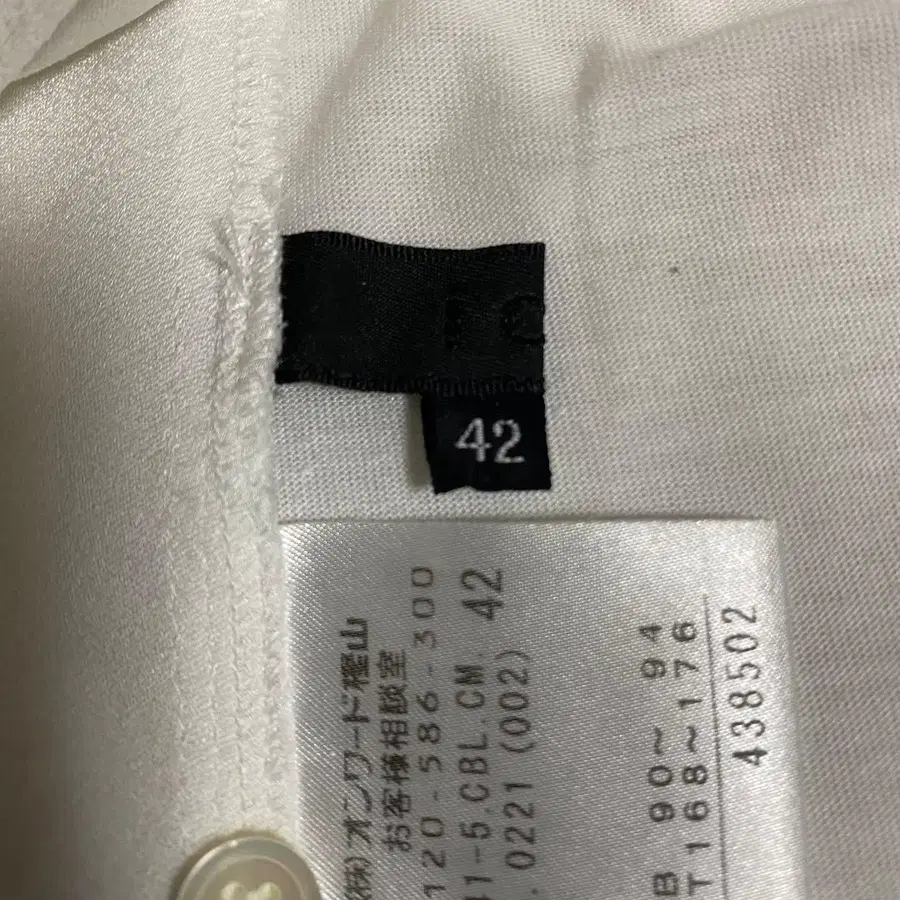 42
(株)オンワード樫山
お客様相談室
120-586-300
1-5.CBL.CM. 42
.0221 (002)
B 90～ 94
T168～176
438502